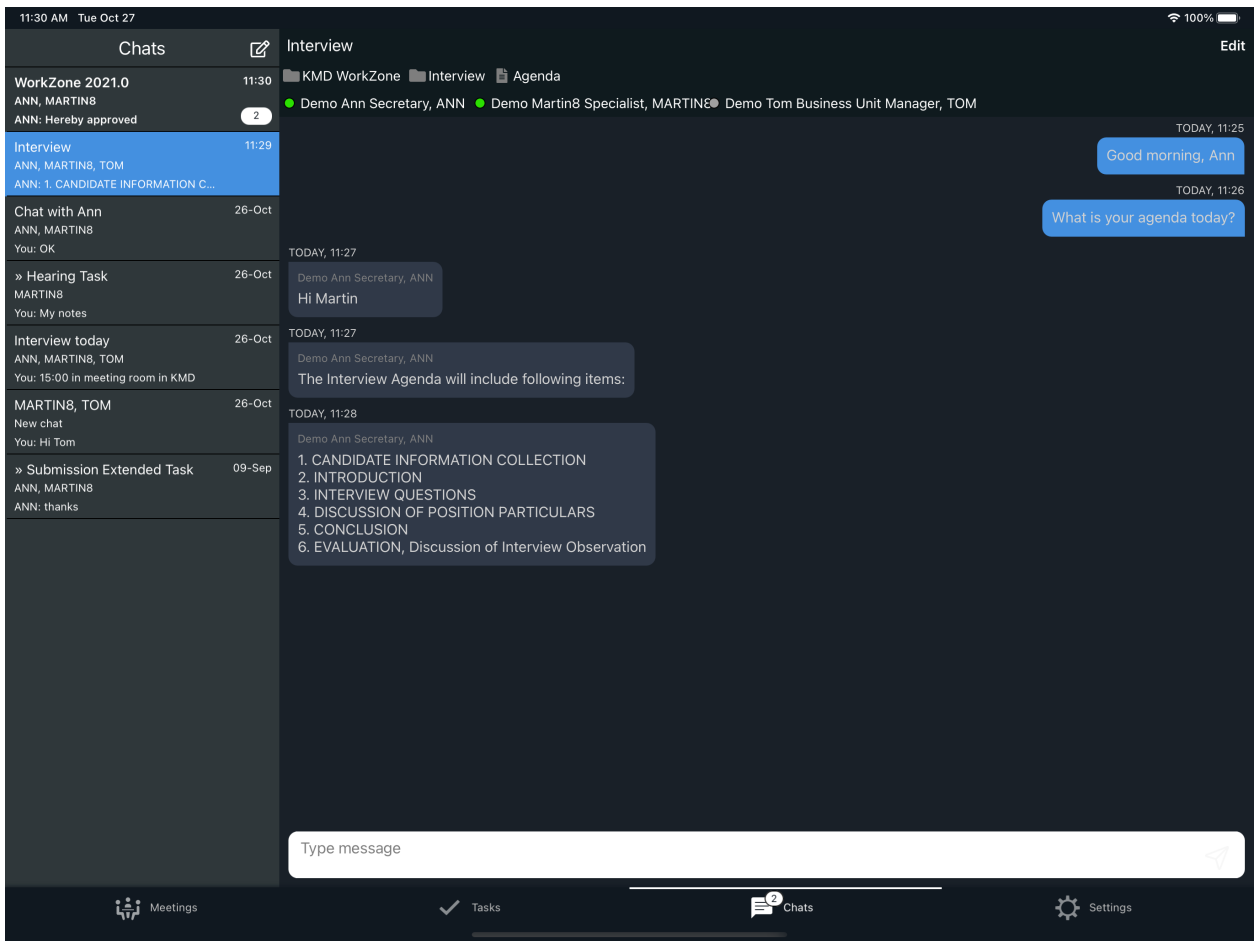 11:30 AM Tue Oct 27
100%
Chats
WorkZone 2021.0 11:30
ANN, MARTIN8
ANN: Hereby approved 2
Interview 11:29
ANN, MARTIN8, TOM
ANN: 1. CANDIDATE INFORMATION C...
Chat with Ann 26-Oct
ANN, MARTIN8
You: OK
» Hearing Task 26-Oct
MARTIN8
You: My notes
Interview today 26-Oct
ANN, MARTIN8, TOM
You: 15:00 in meeting room in KMD
MARTIN8, TOM 26-Oct
New chat
You: Hi Tom
» Submission Extended Task 09-Sep
ANN, MARTIN8
ANN: thanks
Interview Edit
KMD WorkZone Interview Agenda
Demo Ann Secretary, ANN Demo Martin8 Specialist, MARTIN8 Demo Tom Business Unit Manager, TOM
TODAY, 11:25
Good morning, Ann
TODAY, 11:26
What is your agenda today?
TODAY, 11:27
Demo Ann Secretary, ANN
Hi Martin
TODAY, 11:27
Demo Ann Secretary, ANN
The Interview Agenda will include following items:
TODAY, 11:28
Demo Ann Secretary, ANN
1. CANDIDATE INFORMATION COLLECTION
2. INTRODUCTION
3. INTERVIEW QUESTIONS
4. DISCUSSION OF POSITION PARTICULARS
5. CONCLUSION
6. EVALUATION, Discussion of Interview Observation
Type message
Meetings Tasks 2 Chats Settings